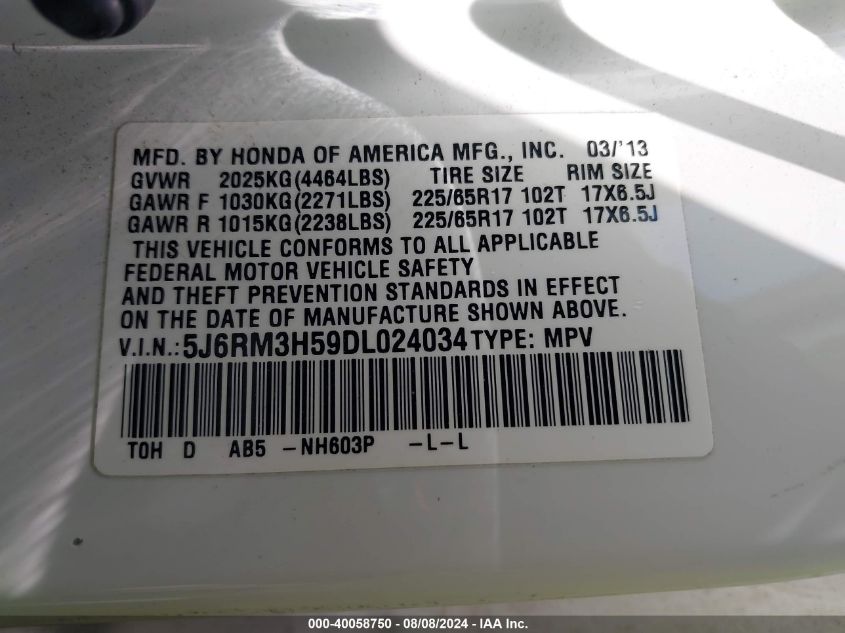 MFD. BY HONDA OF AMERICA MFG., INC. 03/'13
GVWR 2025KG(4464LBS) TIRE SIZE RIM SIZE
GAWR F 1030KG(2271LBS) 225/65R17 102T 17X6.5J
GAWR R 1015KG(2238LBS) 225/65R17 102T 17X6.5J
THIS VEHICLE CONFORMS TO ALL APPLICABLE
FEDERAL MOTOR VEHICLE SAFETY
AND THEFT PREVENTION STANDARDS IN EFFECT
ON THE DATE OF MANUFACTURE SHOWN ABOVE.
V.I.N.: 5J6RM3H59DL024034 TYPE: MPV
TOH D AB5 -NH603P -L-L
000-40058750 - 08/08/2024 - IAA Inc.